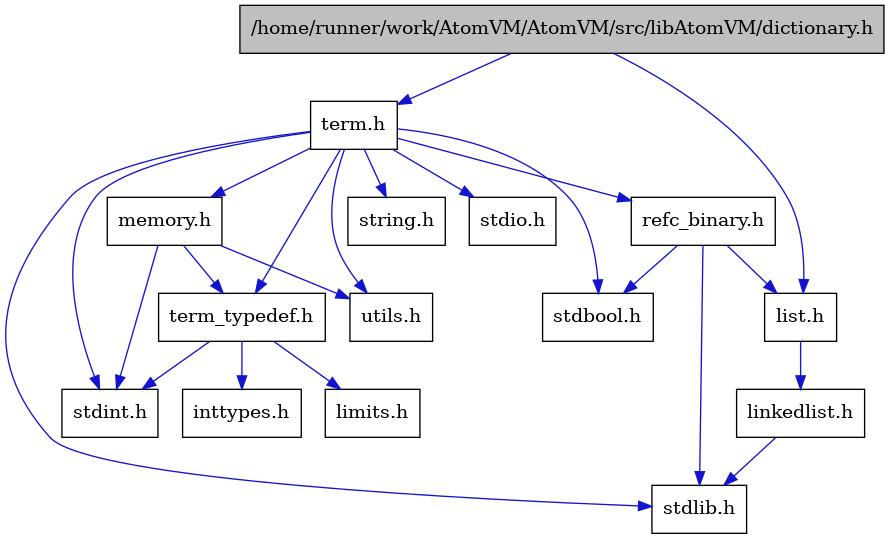 /home/runner/work/AtomVM/AtomVM/src/libAtomVM/dictionary.h
term.h
memory.h
string.h
stdio.h
refc_binary.h
term_typedef.h
utils.h
stdbool.h
list.h
stdint.h
inttypes.h
limits.h
linkedlist.h
stdlib.h